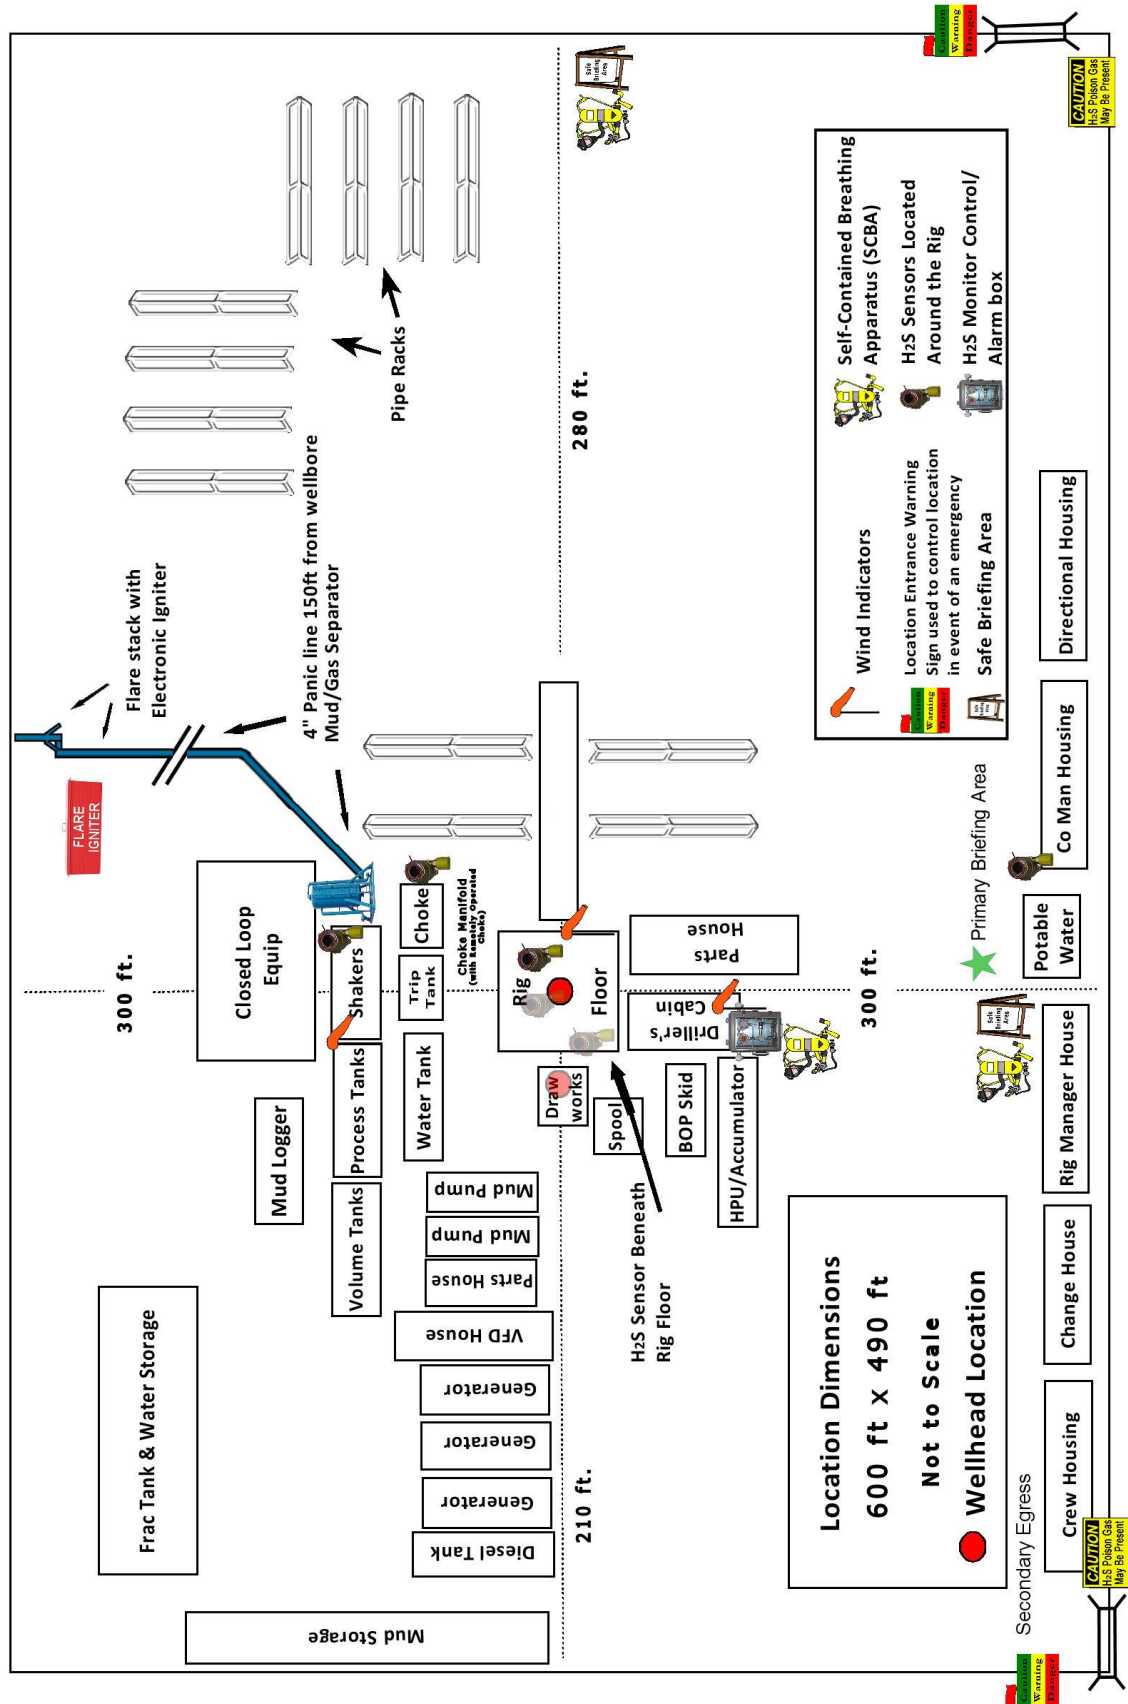 Frac Tank & Water Storage
Mud Storage
Mud Logger
Volume Tanks
Process Tanks
Shakers
Closed Loop
Equip
300 ft.
FLARE
IGNITER
Flare stack with
Electronic Igniter
4" Panic line 150ft from wellbore
Mud/Gas Separator
Pipe Racks
Diesel Tank
Generator
Generator
Generator
VFD House
Parts House
Mud Pump
Mud Pump
Water Tank
Trip
Tank
Choke
Choke Manifold
(with Remotely Operated
Choke)
210 ft.
Draw
works
Rig
Floor
280 ft.
Safe
Briefing
Area
H2S Sensor Beneath
Rig Floor
Spool
BOP Skid
HPU/Accumulator
Driller's
Cabin
Parts
House
300 ft.
Location Dimensions
600 ft x 490 ft
Not to Scale
Wellhead Location
Wind Indicators
Location Entrance Warning
Sign used to control location
in event of an emergency
Safe Briefing Area
Self-Contained Breathing
Apparatus (SCBA)
H2S Sensors Located
Around the Rig
H2S Monitor Control/
Alarm box
Caution
Warning
Danger
Safe
Briefing
Area
Primary Briefing Area
Safe
Briefing
Area
Secondary Egress
Crew Housing
Change House
Rig Manager House
Potable
Water
Co Man Housing
Directional Housing
Caution
Warning
Danger
CAUTION
H2S Poison Gas
May Be Present
Caution
Warning
Danger
CAUTION
H2S Poison Gas
May Be Present